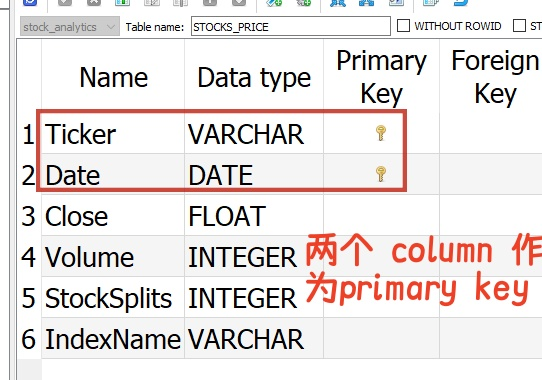 stock_analytics Table name: STOCKS_PRICE WITHOUT ROWID ST
Name Data type Primary Key Foreign Key
1 Ticker VARCHAR
2 Date DATE
3 Close FLOAT
4 Volume INTEGER
5 StockSplits INTEGER
6 IndexName VARCHAR
两个 column 作
为primary key